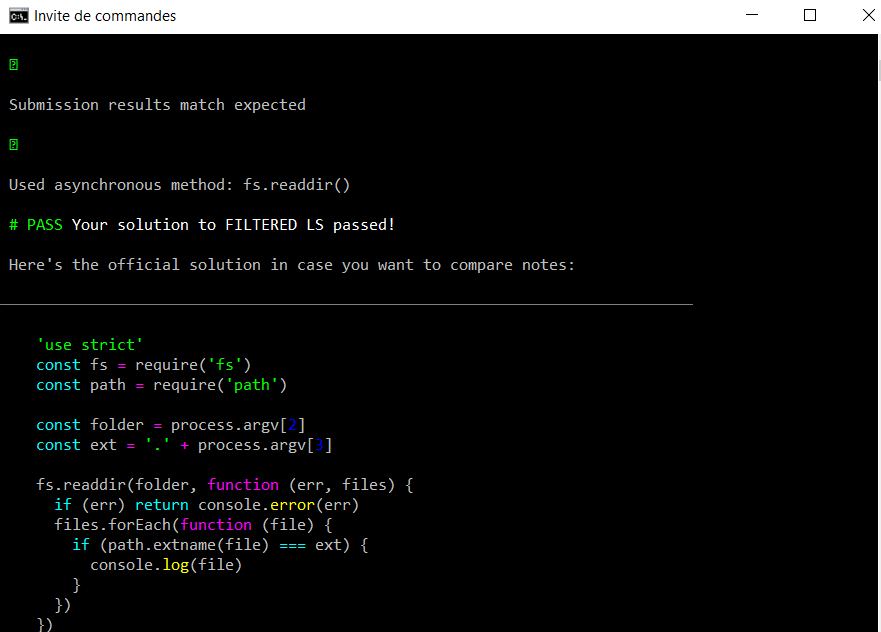 Invite de commandes
Submission results match expected
Used asynchronous method: fs.readdir()
# PASS Your solution to FILTERED LS passed!
Here's the official solution in case you want to compare notes:
'use strict'
const fs = require('fs')
const path = require('path')
const folder = process.argv[2]
const ext = '.' + process.argv[3]
fs.readdir(folder, function (err, files) {
if (err) return console.error(err)
files.forEach(function (file) {
if (path.extname(file) === ext) {
console.log(file)
}
})
})